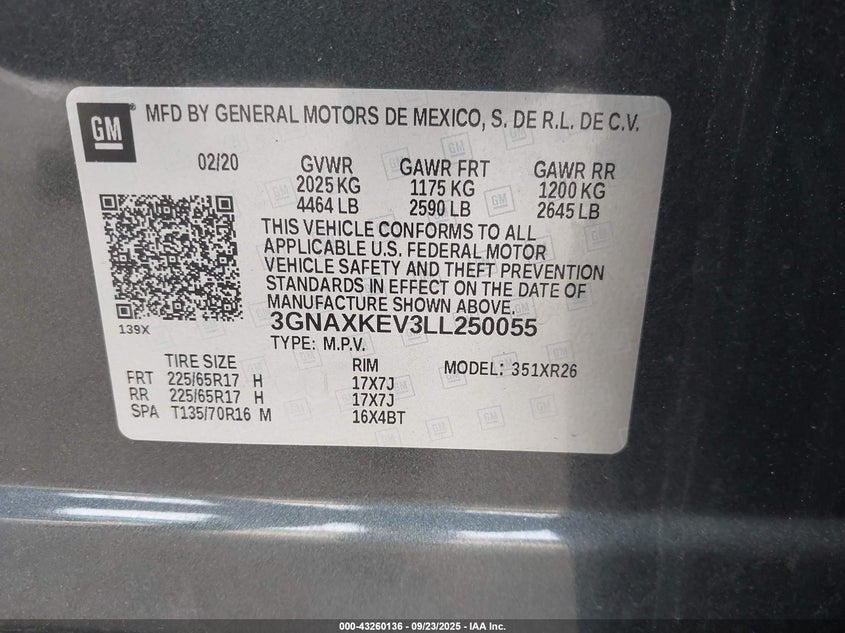 GM
MFD BY GENERAL MOTORS DE MEXICO, S. DE R.L. DE C.V.
02/20 GVWR GAWR FRT GAWR RR
2025 KG 1175 KG 1200 KG
4464 LB 2590 LB 2645 LB
THIS VEHICLE CONFORMS TO ALL
APPLICABLE U.S. FEDERAL MOTOR
VEHICLE SAFETY AND THEFT PREVENTION
STANDARDS IN EFFECT ON THE DATE OF
MANUFACTURE SHOWN ABOVE.
139X
3GNAXKEV3LL250055
TYPE: M.P.V.
TIRE SIZE RIM MODEL: 351XR26
FRT 225/65R17 H 17X7J
RR 225/65R17 H 17X7J
SPA T135/70R16 M 16X4BT
000-43260136 - 09/23/2025 - IAA Inc.